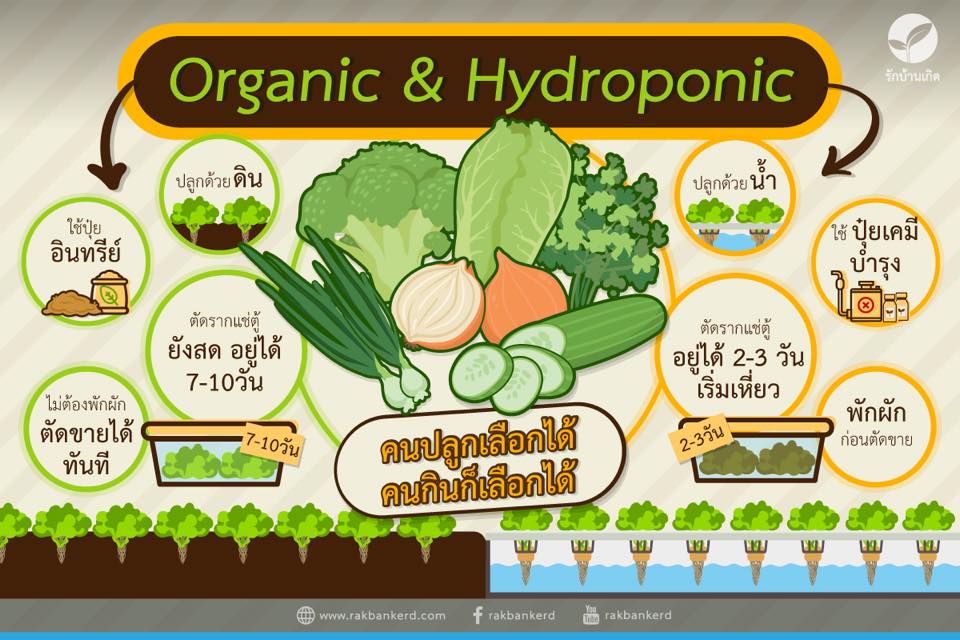 Organic & Hydroponic
รักบ้านเกิด
ปลูกด้วย ดิน
ใช้ปุ๋ย
อินทรีย์
ตัดรากแช่ตู้
ยังสด อยู่ได้
7-10วัน
ไม่ต้องพักผัก
ตัดขายได้
ทันที
7-10วัน
ปลูกด้วย น้ำ
ใช้ ปุ๋ยเคมี
บำรุง
ตัดรากแช่ตู้
อยู่ได้ 2-3 วัน
เริ่มเหี่ยว
พักผัก
ก่อนตัดขาย
2-3วัน
คนปลูกเลือกได้
คนกินก็เลือกได้
www.rakbankerd.com
f rakbankerd
You Tube rakbankerd